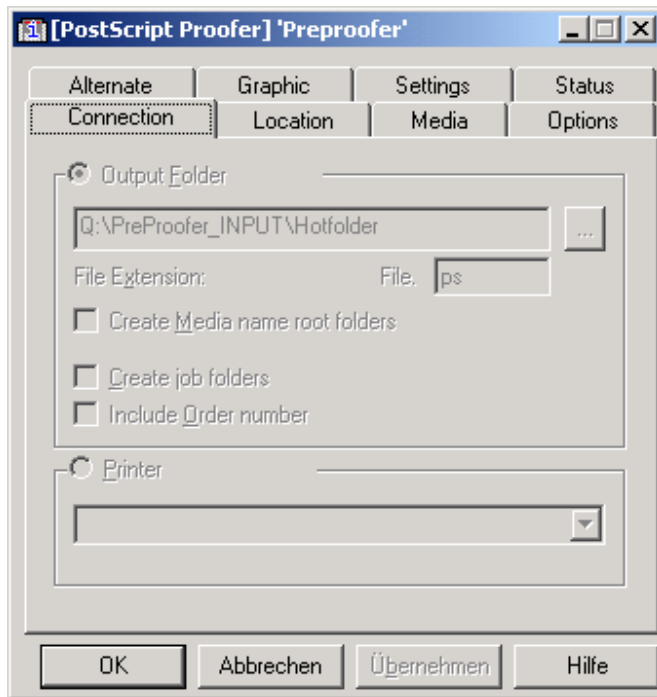 [PostScript Proofer] 'Preproofer'
Alternate Graphic Settings Status
Connection Location Media Options
Output Folder
Q:\PreProofer_INPUT\Hotfolder ...
File Extension: File. ps
Create Media name root folders
Create job folders
Include Order number
Printer
OK Abbrechen Übernehmen Hilfe